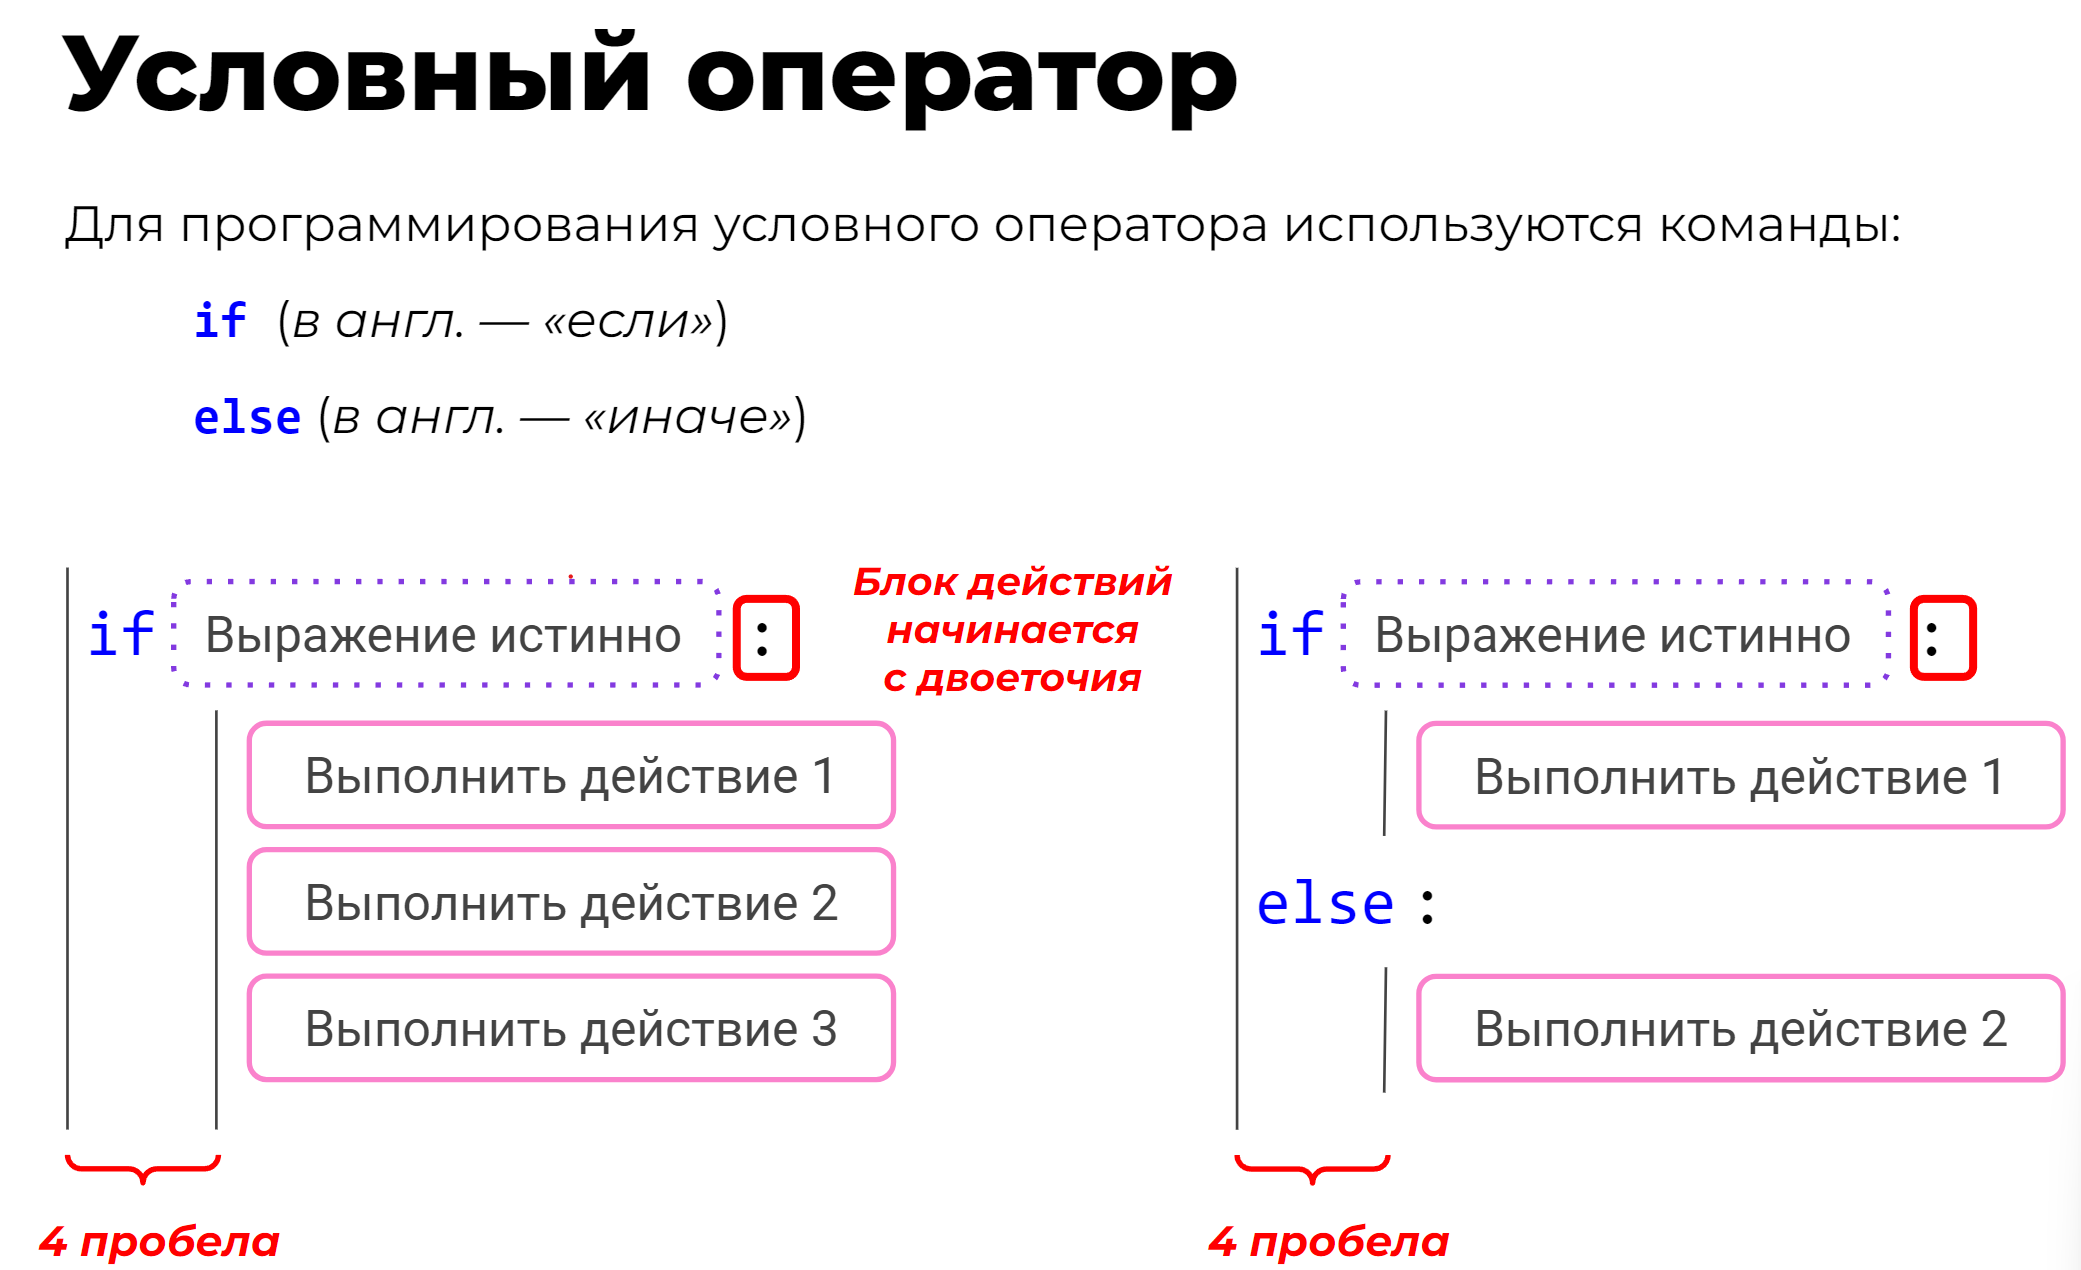 Условный оператор
Для программирования условного оператора используются команды:
if (в англ. — «если»)
else (в англ. — «иначе»)
if Выражение истинно :
Выполнить действие 1
Выполнить действие 2
Выполнить действие 3
4 пробела
Блок действий
начинается
с двоеточия
if Выражение истинно :
Выполнить действие 1
else :
Выполнить действие 2
4 пробела